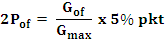 2P_of = G_of / G_max x 5% pkt